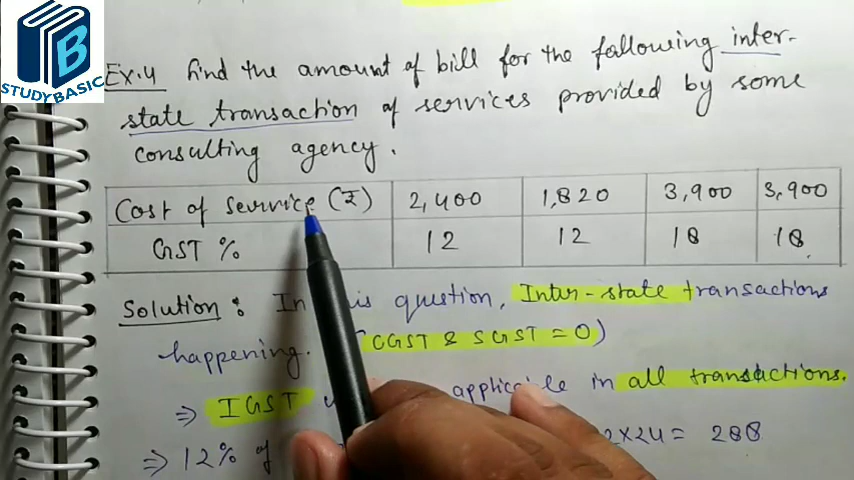 B
STUDYBASIC
Ex.4 Find the amount of bill for the following inter-
state transaction of services provided by some
consulting agency.
Cost of service (₹) 2,400 1,820 3,900 3,900
GST % 12 12 18 18
Solution : In is question, Inter-state transactions
happening. CGST & SGST = 0)
⇒ IGST applicable in all transactions.
⇒ 12% of 2×24 = 288